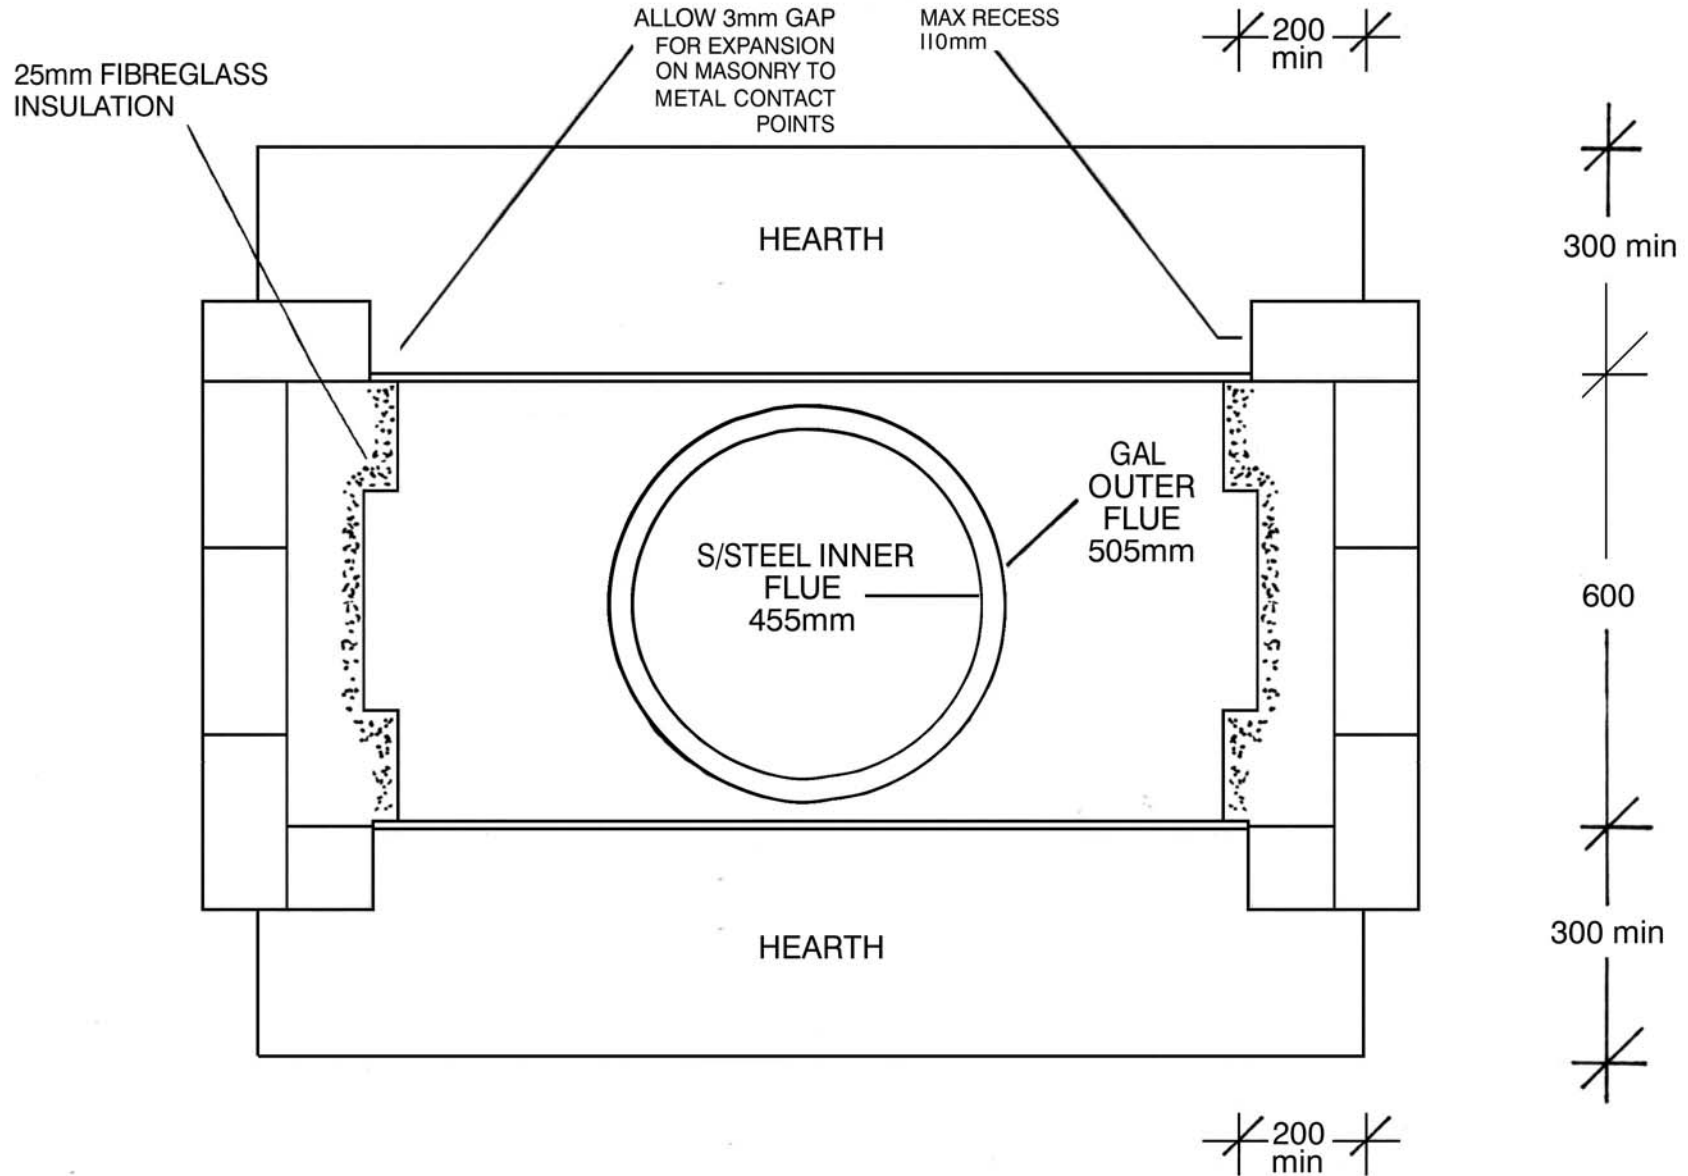 ALLOW 3mm GAP
FOR EXPANSION
ON MASONRY TO
METAL CONTACT
POINTS
MAX RECESS
110mm
200
min
25mm FIBREGLASS
INSULATION
HEARTH
300 min
GAL
OUTER
FLUE
505mm
S/STEEL INNER
FLUE
455mm
600
HEARTH
300 min
200
min